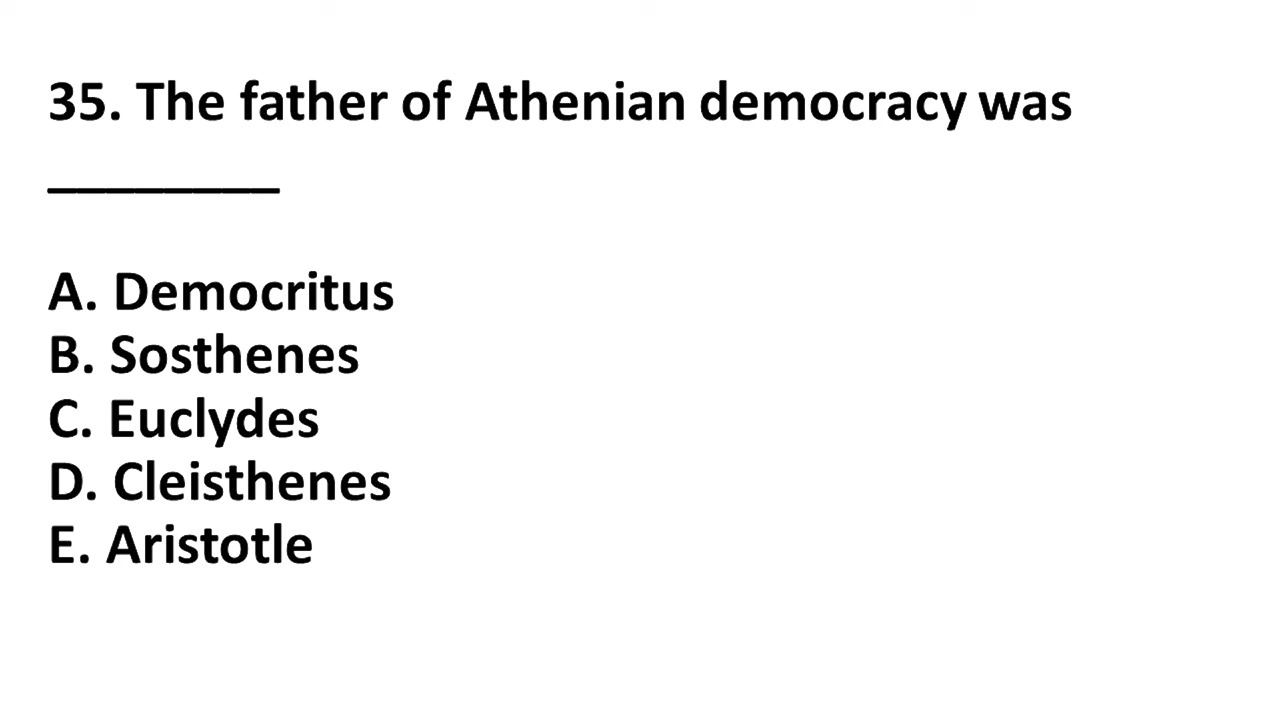 35. The father of Athenian democracy was
________
A. Democritus
B. Sosthenes
C. Euclydes
D. Cleisthenes
E. Aristotle